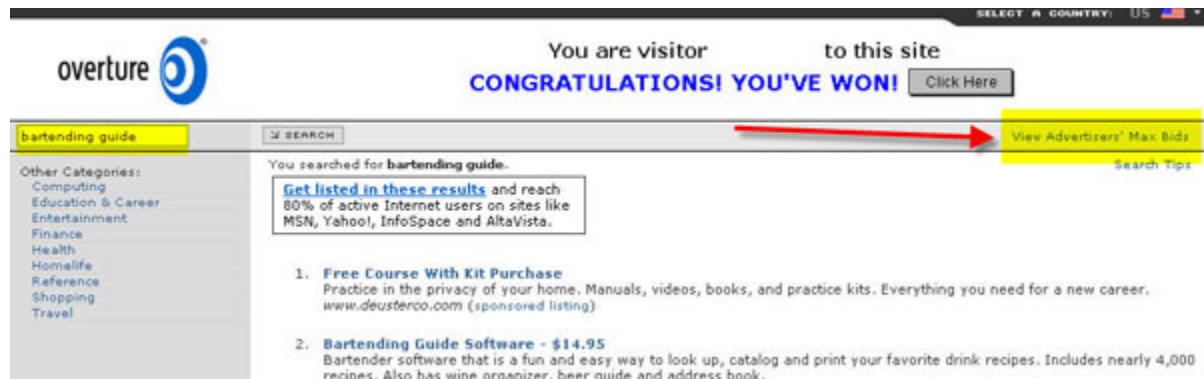 SELECT A COUNTRY: US
overture
You are visitor to this site
CONGRATULATIONS! YOU'VE WON! Click Here
bartending guide SEARCH View Advertisers' Max Bids
Search Tips
Other Categories:
Computing
Education & Career
Entertainment
Finance
Health
Homelife
Reference
Shopping
Travel
You searched for bartending guide.
Get listed in these results and reach
80% of active Internet users on sites like
MSN, Yahoo!, InfoSpace and AltaVista.
1. Free Course With Kit Purchase
Practice in the privacy of your home. Manuals, videos, books, and practice kits. Everything you need for a new career.
www.deusterco.com (sponsored listing)
2. Bartending Guide Software - $14.95
Bartender software that is a fun and easy way to look up, catalog and print your favorite drink recipes. Includes nearly 4,000
recipes. Also has wine organizer, beer guide and address book.